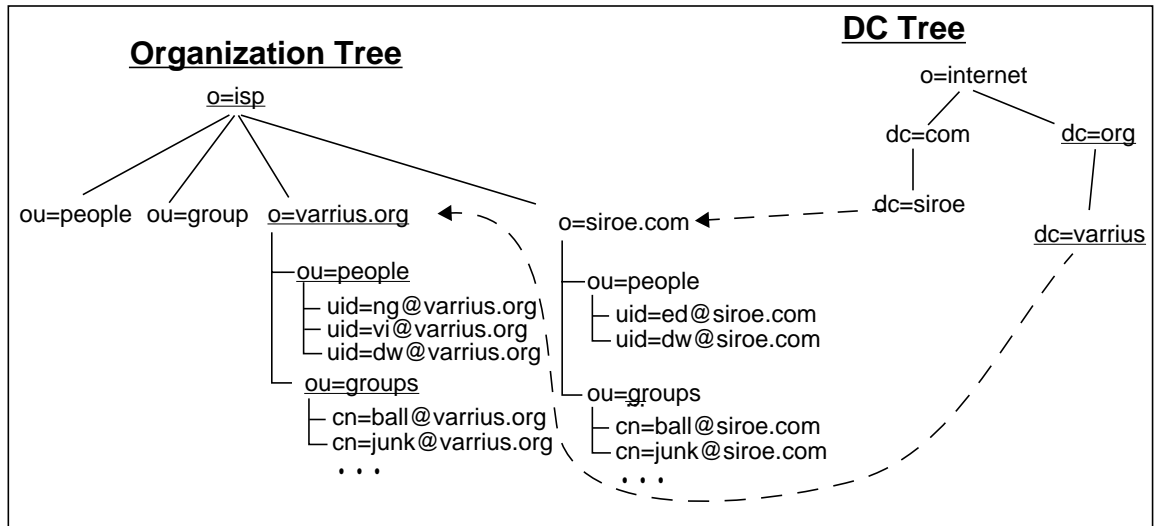 Organization Tree
DC Tree
o=isp
o=internet
dc=com
dc=org
ou=people
ou=group
o=varrius.org
o=siroe.com
dc=siroe
dc=varrius
ou=people
uid=ng@varrius.org
uid=vi@varrius.org
uid=dw@varrius.org
ou=groups
cn=ball@varrius.org
cn=junk@varrius.org
. . .
ou=people
uid=ed@siroe.com
uid=dw@siroe.com
ou=groups
cn=ball@siroe.com
cn=junk@siroe.com
. . .